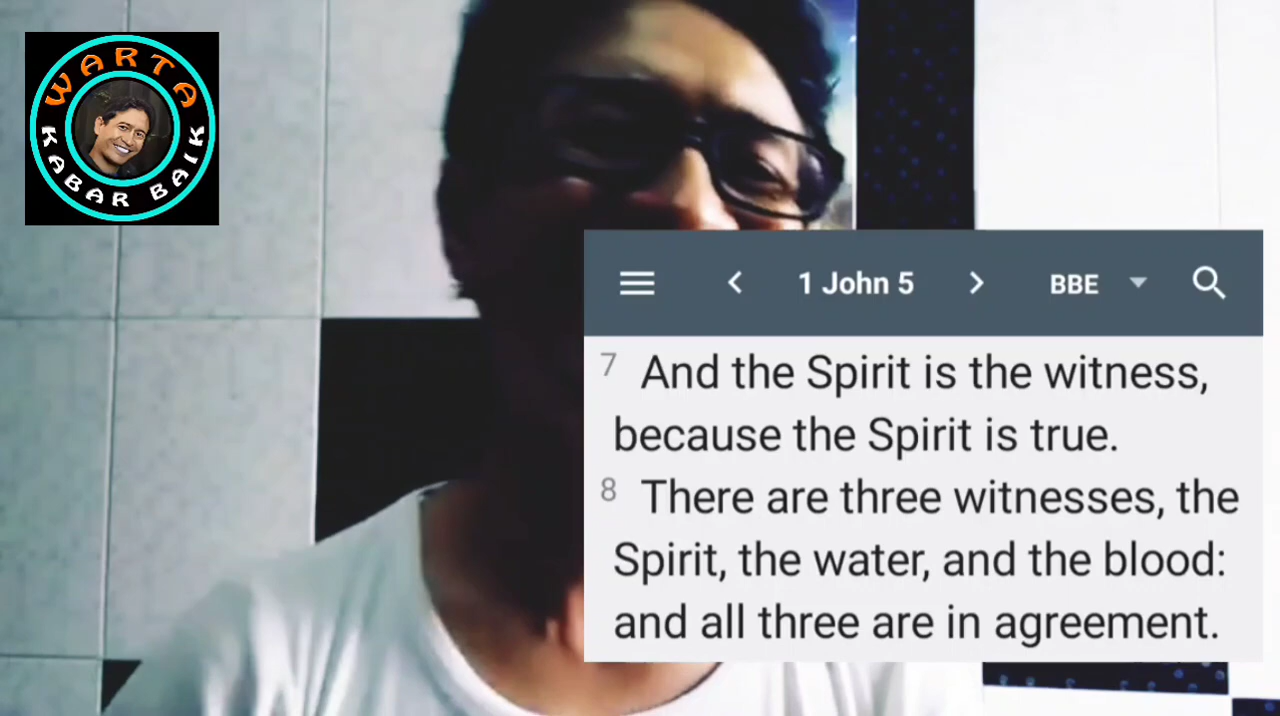 WARTA
KABAR BAIK
1 John 5 BBE
7 And the Spirit is the witness,
because the Spirit is true.
8 There are three witnesses, the
Spirit, the water, and the blood:
and all three are in agreement.